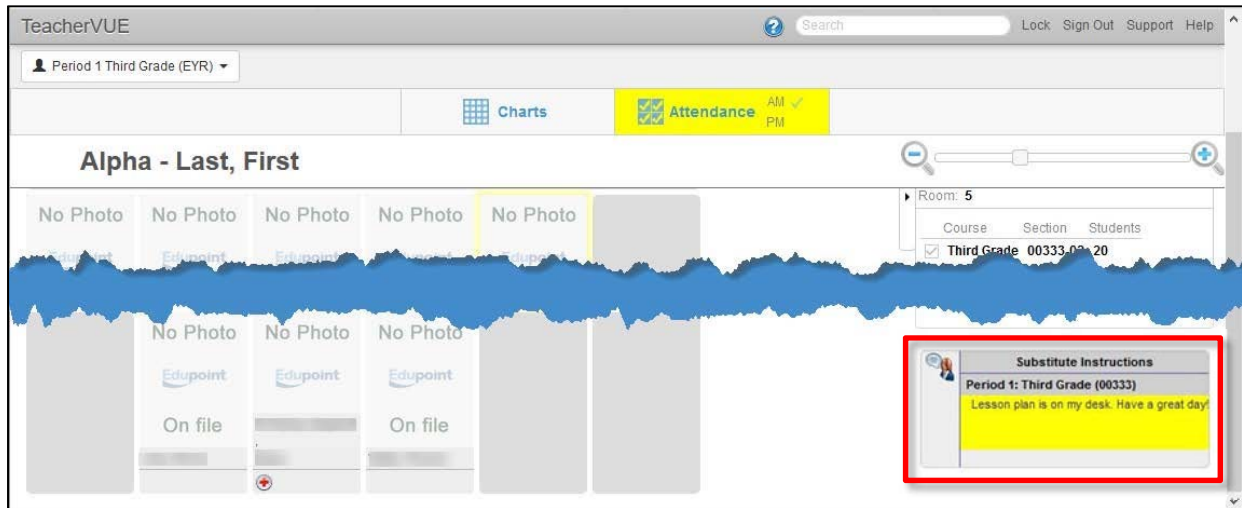 TeacherVUE
Search
Lock Sign Out Support Help
Period 1 Third Grade (EYR)
Charts
Attendance
AM
PM
Alpha - Last, First
No Photo No Photo No Photo No Photo No Photo
Room: 5
Course Section Students
Third Grade 00333-02 20
No Photo No Photo No Photo
Edupoint Edupoint Edupoint
On file On file
Substitute Instructions
Period 1: Third Grade (00333)
Lesson plan is on my desk. Have a great day!